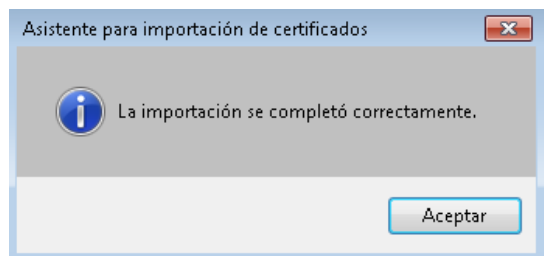 Asistente para importación de certificados
La importación se completó correctamente.
Aceptar